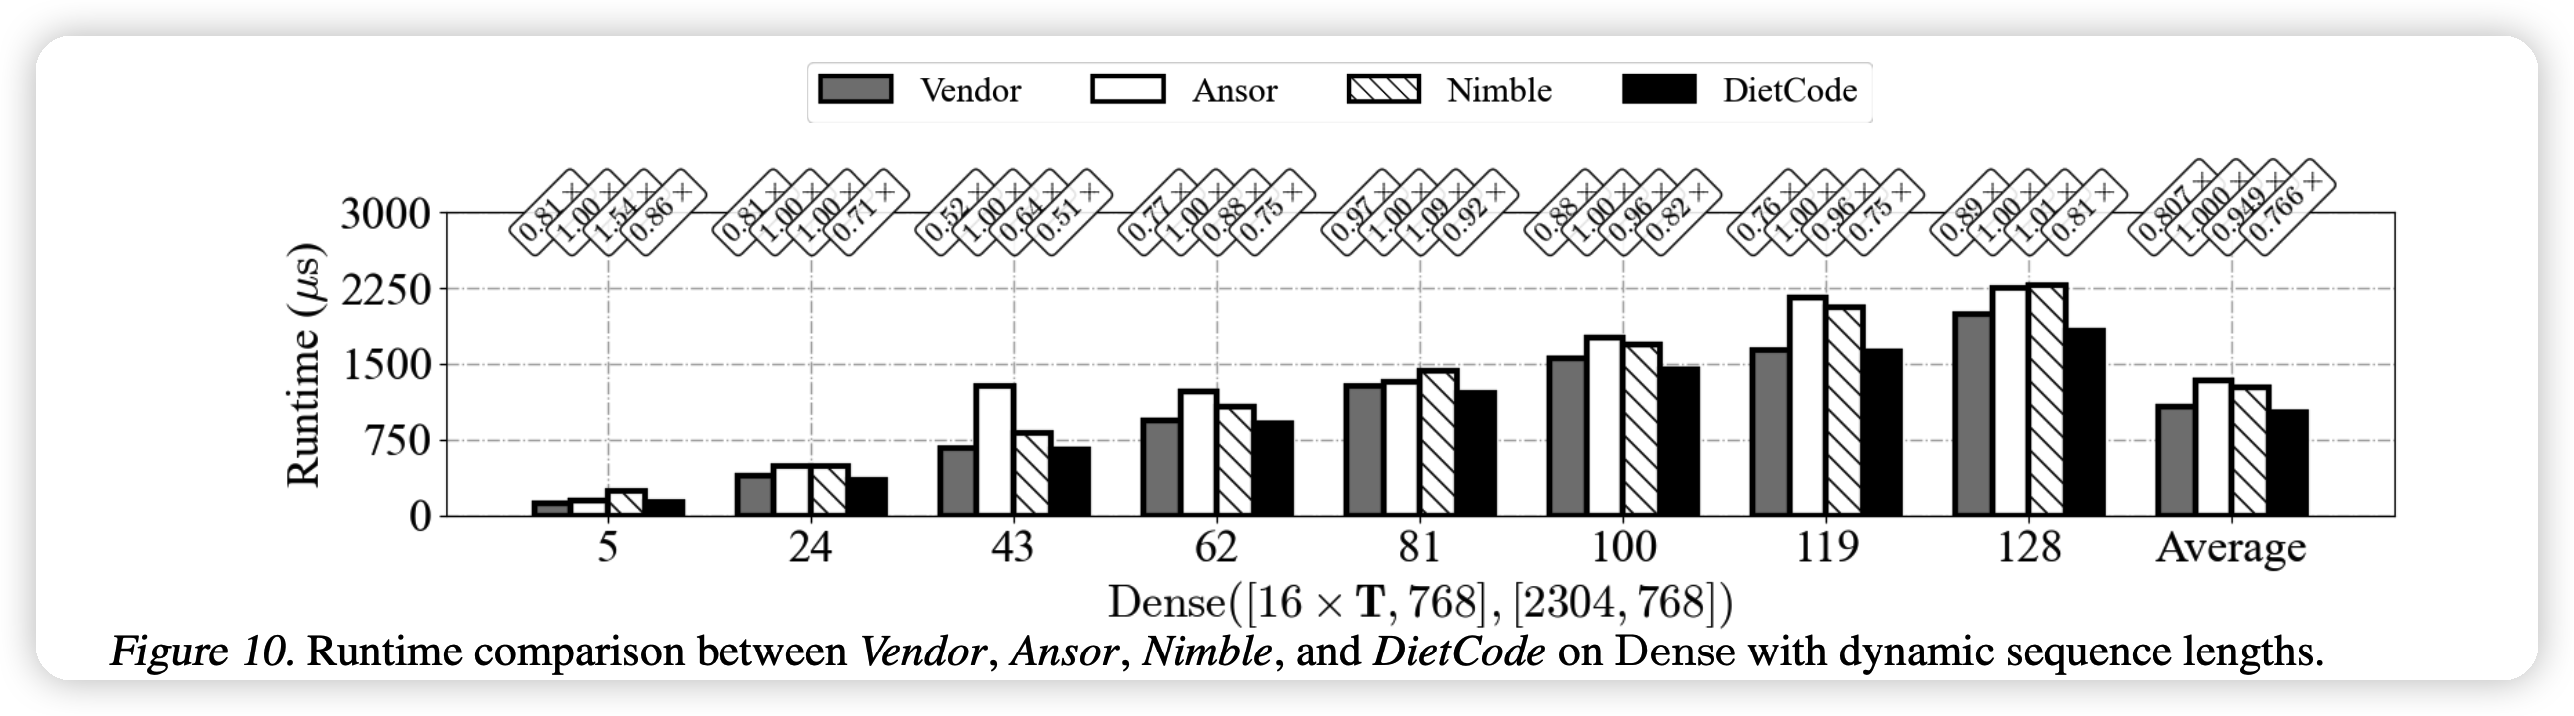 Vendor Ansor Nimble DietCode
0.81 × 1.00 × 1.54 × 0.86 × 0.81 × 1.00 × 1.00 × 0.71 × 0.52 × 1.00 × 0.64 × 0.51 × 0.77 × 1.00 × 0.88 × 0.75 × 0.97 × 1.00 × 1.09 × 0.92 × 0.88 × 1.00 × 0.96 × 0.82 × 0.76 × 1.00 × 0.96 × 0.75 × 0.89 × 1.00 × 1.01 × 0.81 × 0.807 × 1.000 × 0.949 × 0.766 ×
3000
2250
1500
750
0
Runtime (μs)
5 24 43 62 81 100 119 128 Average
Dense([16 × T, 768], [2304, 768])
Figure 10. Runtime comparison between Vendor, Ansor, Nimble, and DietCode on Dense with dynamic sequence lengths.